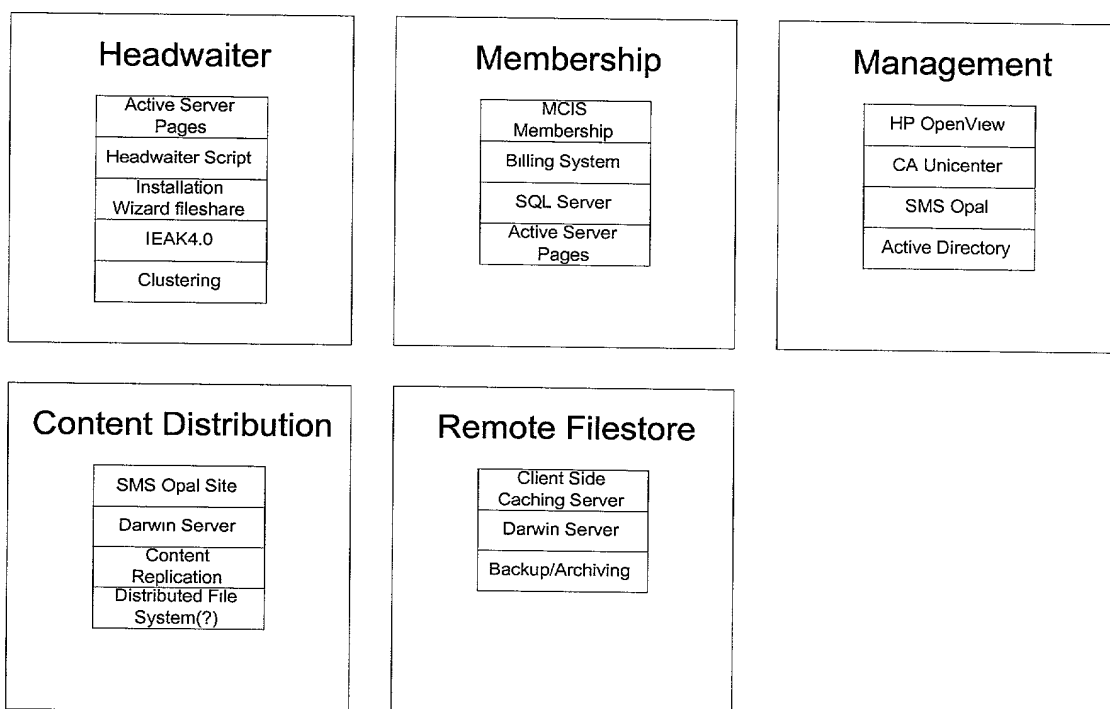 Headwaiter
Active Server
Pages
Headwaiter Script
Installation
Wizard fileshare
IEAK4.0
Clustering
Membership
MCIS
Membership
Billing System
SQL Server
Active Server
Pages
Management
HP OpenView
CA Unicenter
SMS Opal
Active Directory
Content Distribution
SMS Opal Site
Darwin Server
Content
Replication
Distributed File
System(?)
Remote Filestore
Client Side
Caching Server
Darwin Server
Backup/Archiving